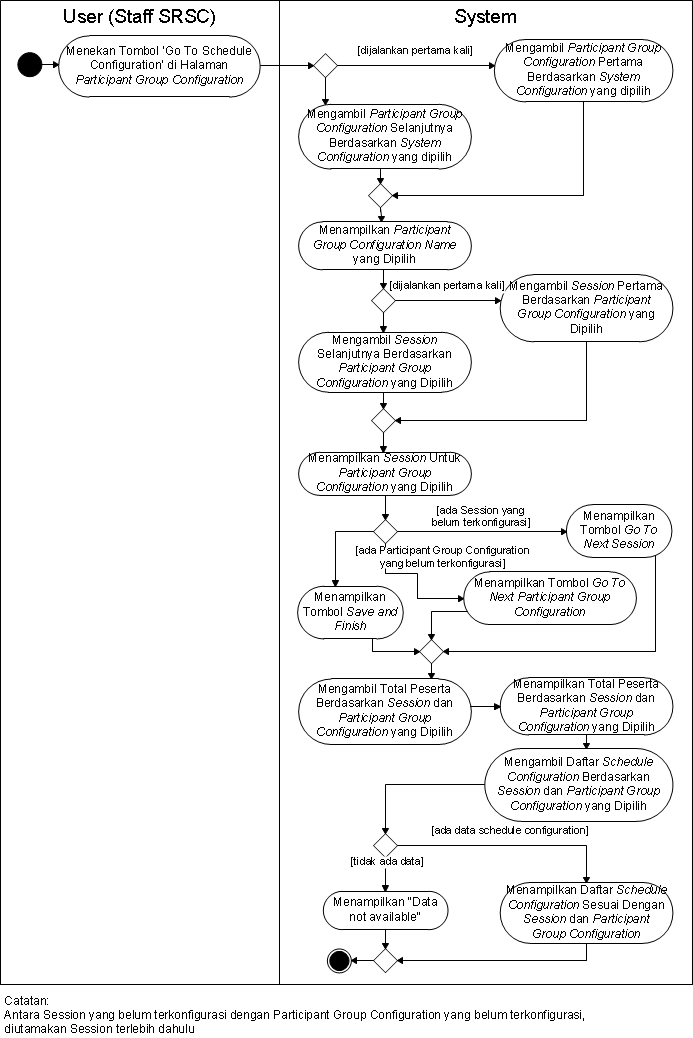 User (Staff SRSC)
System
Menekan Tombol 'Go To Schedule
Configuration' di Halaman
Participant Group Configuration
[dijalankan pertama kali]
Mengambil Participant Group
Configuration Pertama
Berdasarkan System
Configuration yang dipilih
Mengambil Participant Group
Configuration Selanjutnya
Berdasarkan System
Configuration yang dipilih
Menampilkan Participant
Group Configuration Name
yang Dipilih
[dijalankan pertama kali]
Mengambil Session Pertama
Berdasarkan Participant
Group Configuration yang
Dipilih
Mengambil Session
Selanjutnya Berdasarkan
Participant Group
Configuration yang Dipilih
Menampilkan Session Untuk
Participant Group
Configuration yang Dipilih
[ada Session yang
belum terkonfigurasi]
Menampilkan
Tombol Go To
Next Session
[ada Participant Group Configuration
yang belum terkonfigurasi]
Menampilkan Tombol Go To
Next Participant Group
Configuration
Menampilkan
Tombol Save and
Finish
Mengambil Total Peserta
Berdasarkan Session dan
Participant Group
Configuration yang Dipilih
Menampilkan Total Peserta
Berdasarkan Session dan
Participant Group
Configuration yang Dipilih
Mengambil Daftar Schedule
Configuration Berdasarkan
Session dan Participant Group
Configuration yang Dipilih
[ada data schedule configuration]
[tidak ada data]
Menampilkan "Data
not available"
Menampilkan Daftar Schedule
Configuration Sesuai Dengan
Session dan Participant
Group Configuration
Catatan:
Antara Session yang belum terkonfigurasi dengan Participant Group Configuration yang belum terkonfigurasi,
diutamakan Session terlebih dahulu